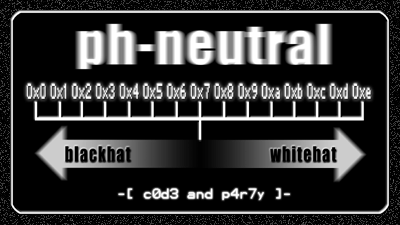 ph-neutral
0x0 0x1 0x2 0x3 0x4 0x5 0x6 0x7 0x8 0x9 0xa 0xb 0xc 0xd 0xe
blackhat whitehat
-[ c0d3 and p4r7y ]-